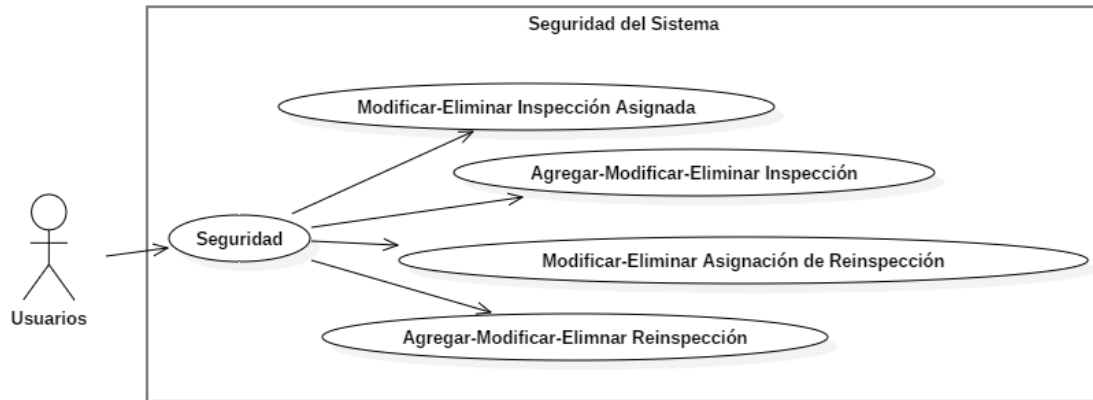 Seguridad del Sistema
Modificar-Eliminar Inspección Asignada
Agregar-Modificar-Eliminar Inspección
Seguridad
Modificar-Eliminar Asignación de Reinspección
Usuarios
Agregar-Modificar-Elimnar Reinspección